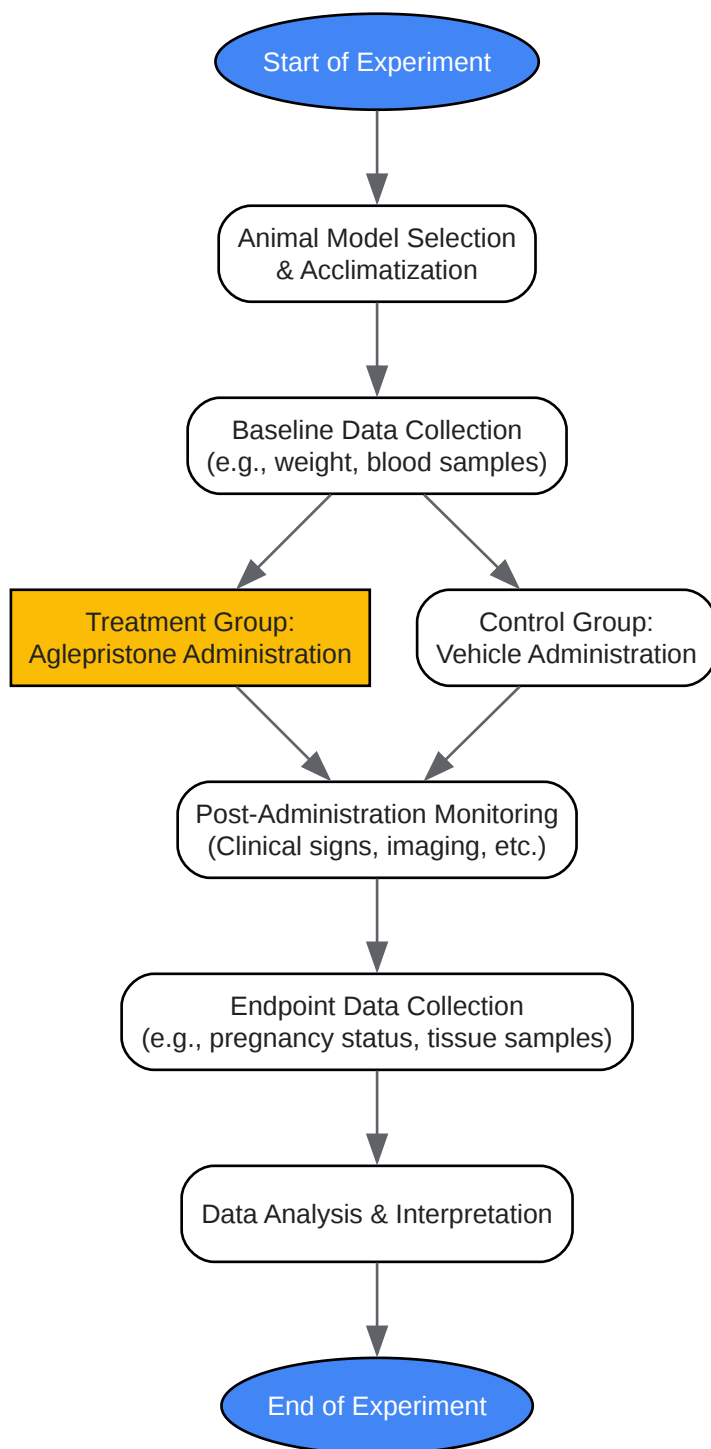 Start of Experiment
Animal Model Selection
& Acclimatization
Baseline Data Collection
(e.g., weight, blood samples)
Treatment Group:
Aglepristone Administration
Control Group:
Vehicle Administration
Post-Administration Monitoring
(Clinical signs, imaging, etc.)
Endpoint Data Collection
(e.g., pregnancy status, tissue samples)
Data Analysis & Interpretation
End of Experiment